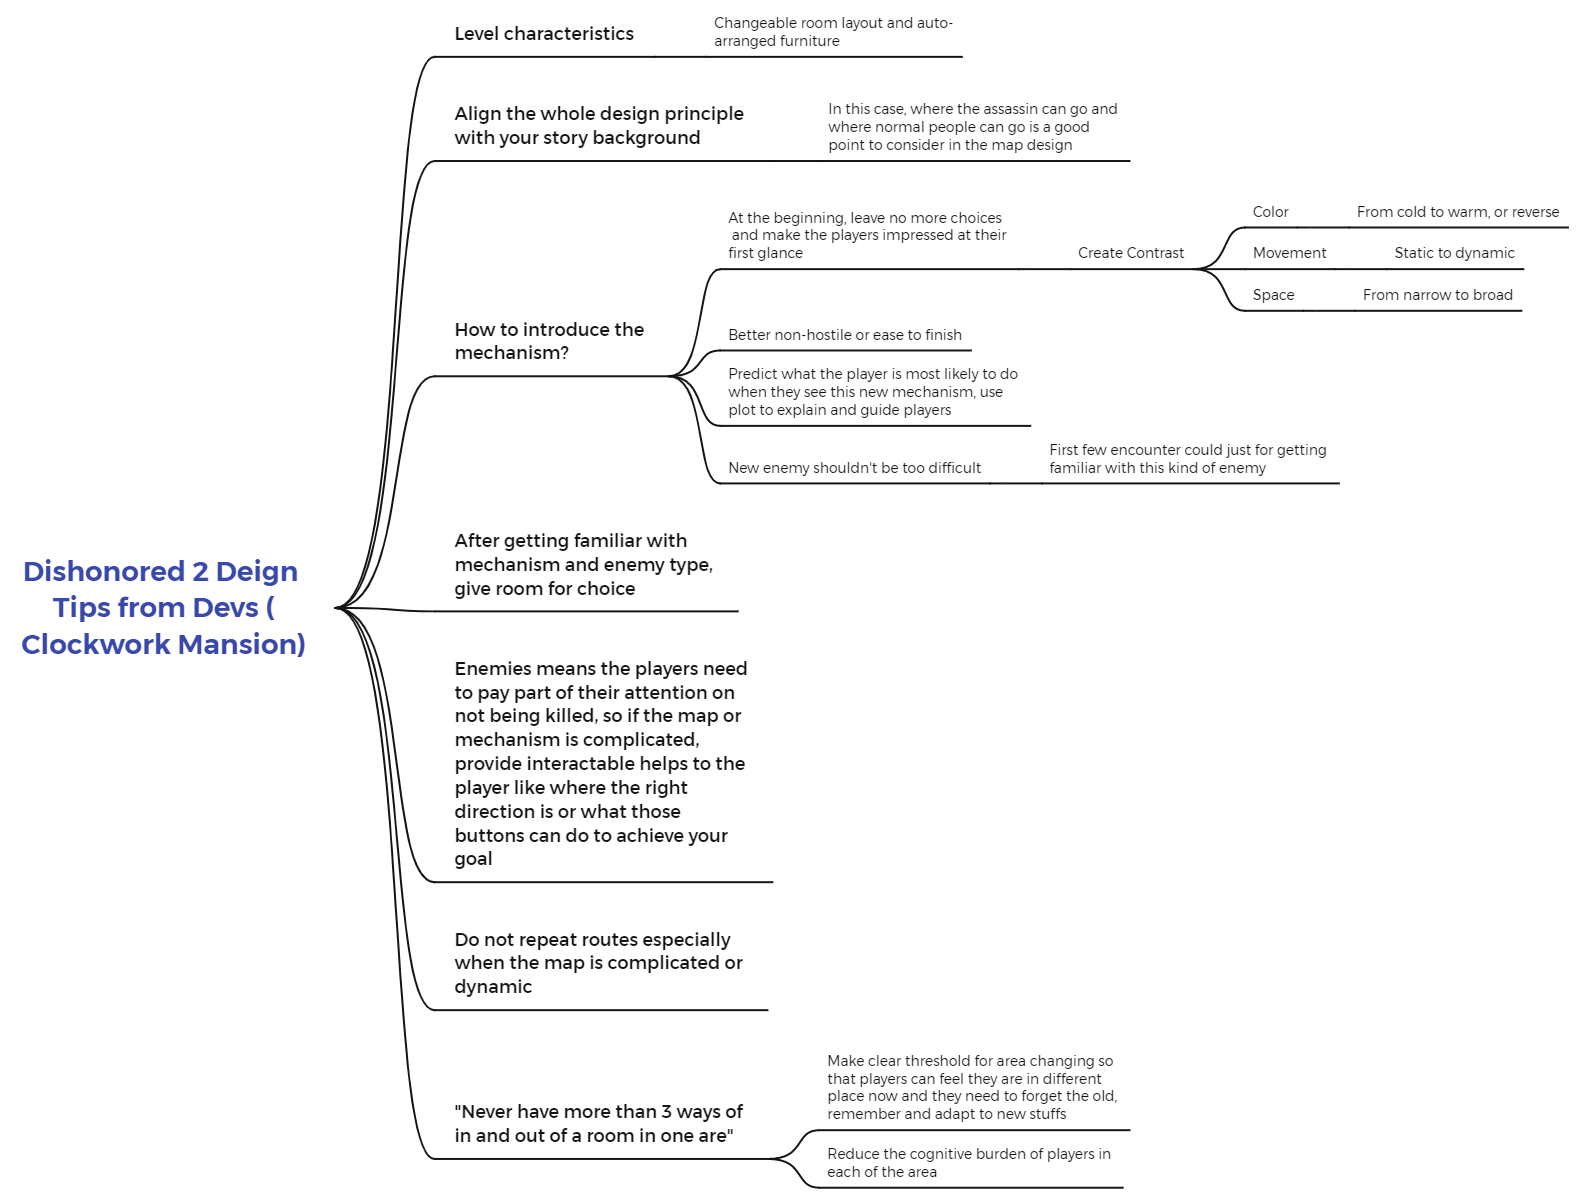 Dishonored 2 Deign
Tips from Devs (
Clockwork Mansion)
Level characteristics
Changeable room layout and auto-
arranged furniture
Align the whole design principle
with your story background
In this case, where the assassin can go and
where normal people can go is a good
point to consider in the map design
How to introduce the
mechanism?
At the beginning, leave no more choices
and make the players impressed at their
first glance
Create Contrast
Color
From cold to warm, or reverse
Movement
Static to dynamic
Space
From narrow to broad
Better non-hostile or ease to finish
Predict what the player is most likely to do
when they see this new mechanism, use
plot to explain and guide players
New enemy shouldn't be too difficult
First few encounter could just for getting
familiar with this kind of enemy
After getting familiar with
mechanism and enemy type,
give room for choice
Enemies means the players need
to pay part of their attention on
not being killed, so if the map or
mechanism is complicated,
provide interactable helps to the
player like where the right
direction is or what those
buttons can do to achieve your
goal
Do not repeat routes especially
when the map is complicated or
dynamic
"Never have more than 3 ways of
in and out of a room in one are"
Make clear threshold for area changing so
that players can feel they are in different
place now and they need to forget the old,
remember and adapt to new stuffs
Reduce the cognitive burden of players in
each of the area